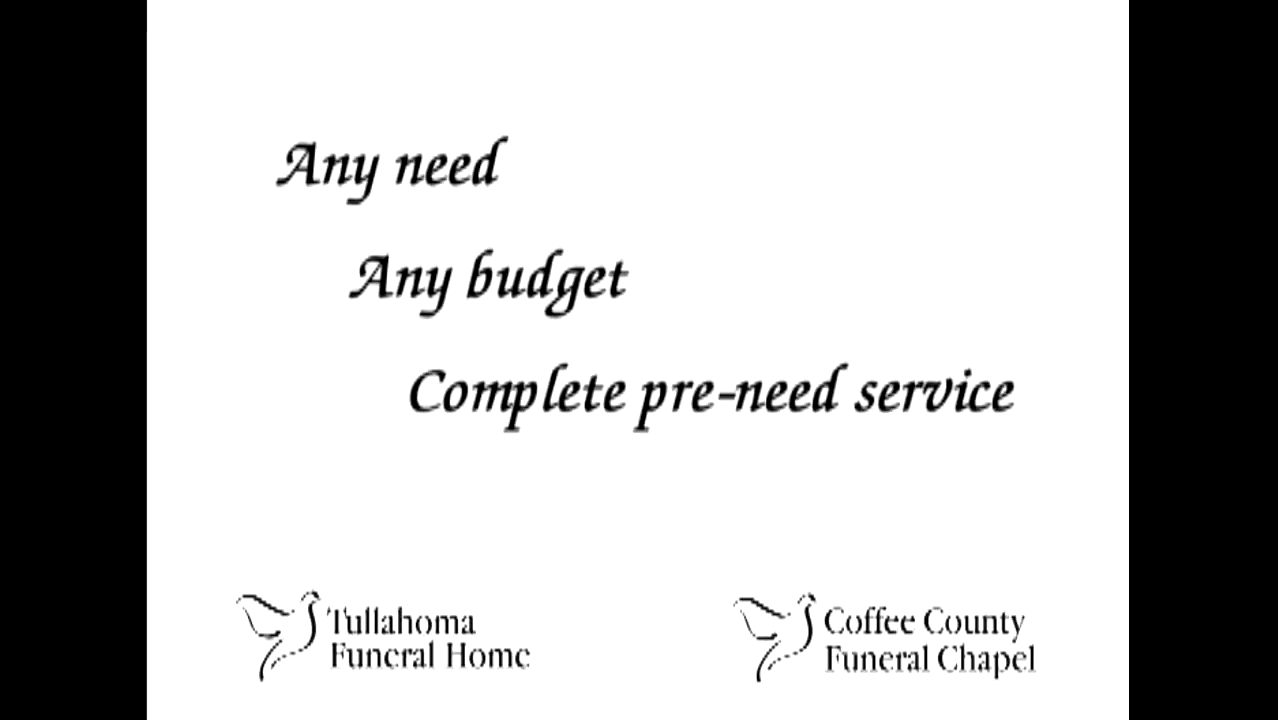 Any need
Any budget
Complete pre-need service
Tullahoma
Funeral Home
Coffee County
Funeral Chapel